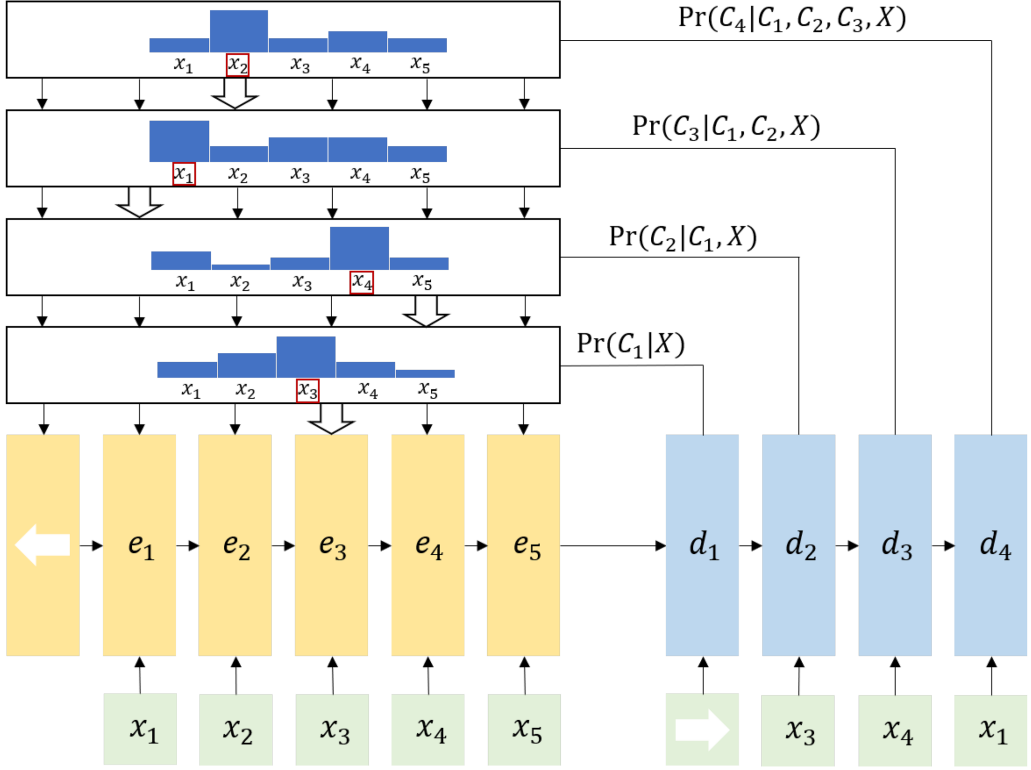 x₁ x₂ x₃ x₄ x₅
Pr(C₄|C₁, C₂, C₃, X)
x₁ x₂ x₃ x₄ x₅
Pr(C₃|C₁, C₂, X)
x₁ x₂ x₃ x₄ x₅
Pr(C₂|C₁, X)
x₁ x₂ x₃ x₄ x₅
Pr(C₁|X)
e₁ e₂ e₃ e₄ e₅ d₁ d₂ d₃ d₄
x₁ x₂ x₃ x₄ x₅ x₃ x₄ x₁